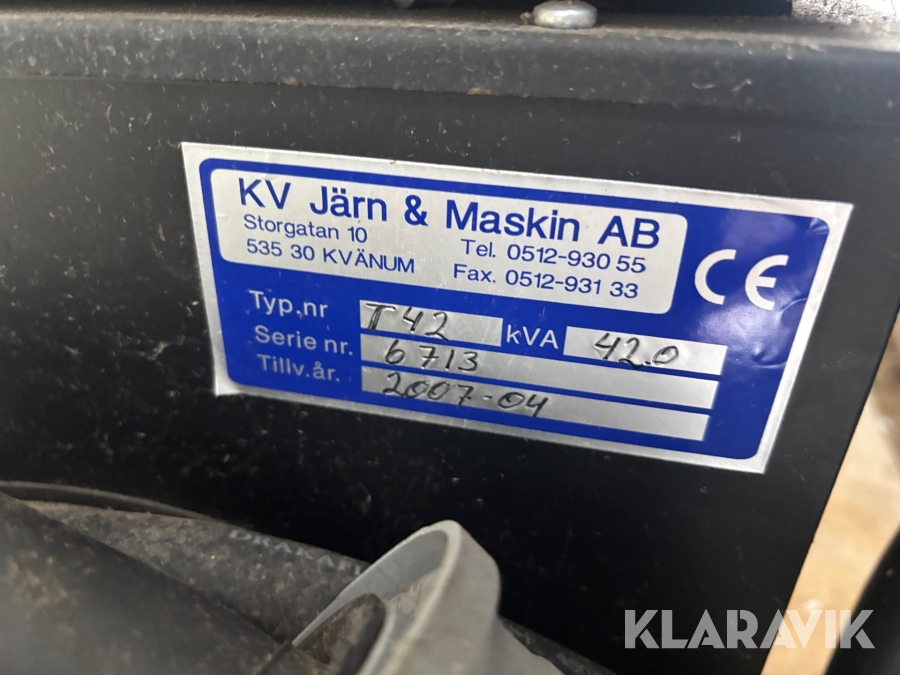 KV Järn & Maskin AB
Storgatan 10 Tel. 0512-930 55
535 30 KVÄNUM Fax. 0512-931 33
CE
Typ.nr T42 kVA 42.0
Serie nr. 6713
Tillv.år. 2007-04
KLARAVIK